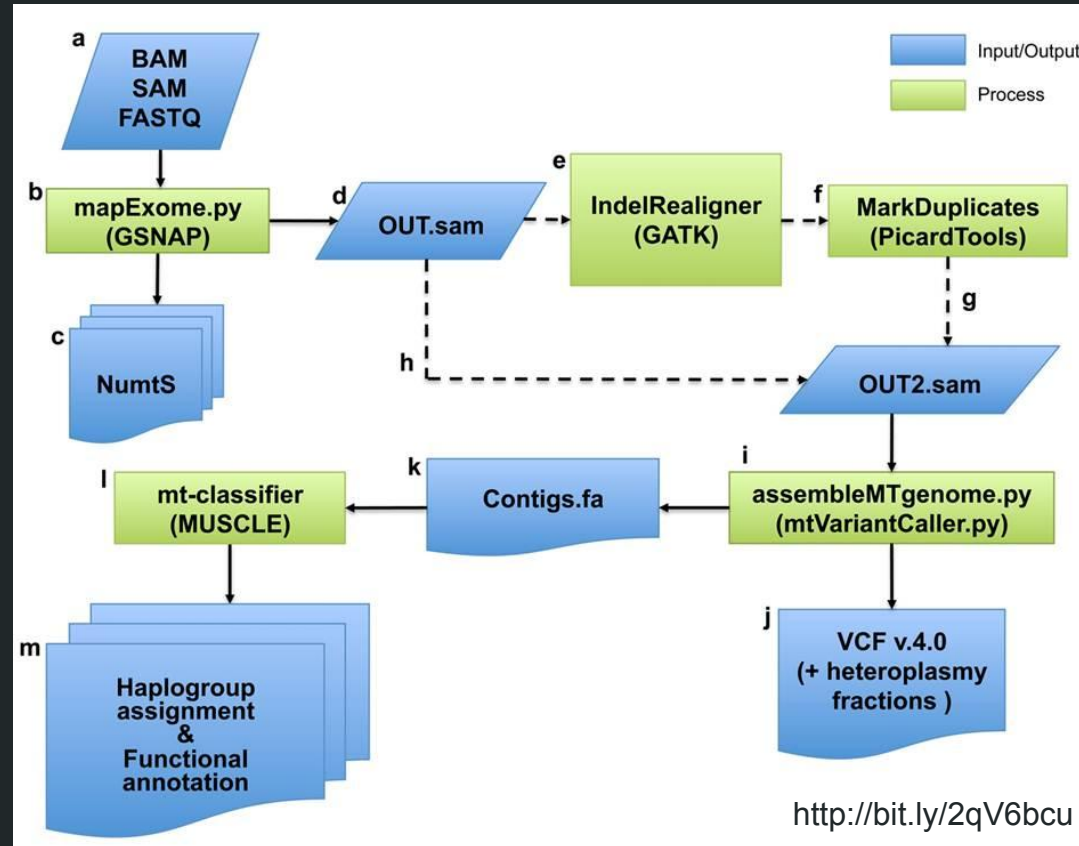 a
BAM
SAM
FASTQ
Input/Output
Process
b
mapExome.py
(GSNAP)
d
OUT.sam
e
IndelRealigner
(GATK)
f
MarkDuplicates
(PicardTools)
c
NumtS
g
h
OUT2.sam
i
assembleMTgenome.py
(mtVariantCaller.py)
k
Contigs.fa
l
mt-classifier
(MUSCLE)
j
VCF v.4.0
(+ heteroplasmy
fractions )
m
Haplogroup
assignment
&
Functional
annotation
http://bit.ly/2qV6bcu